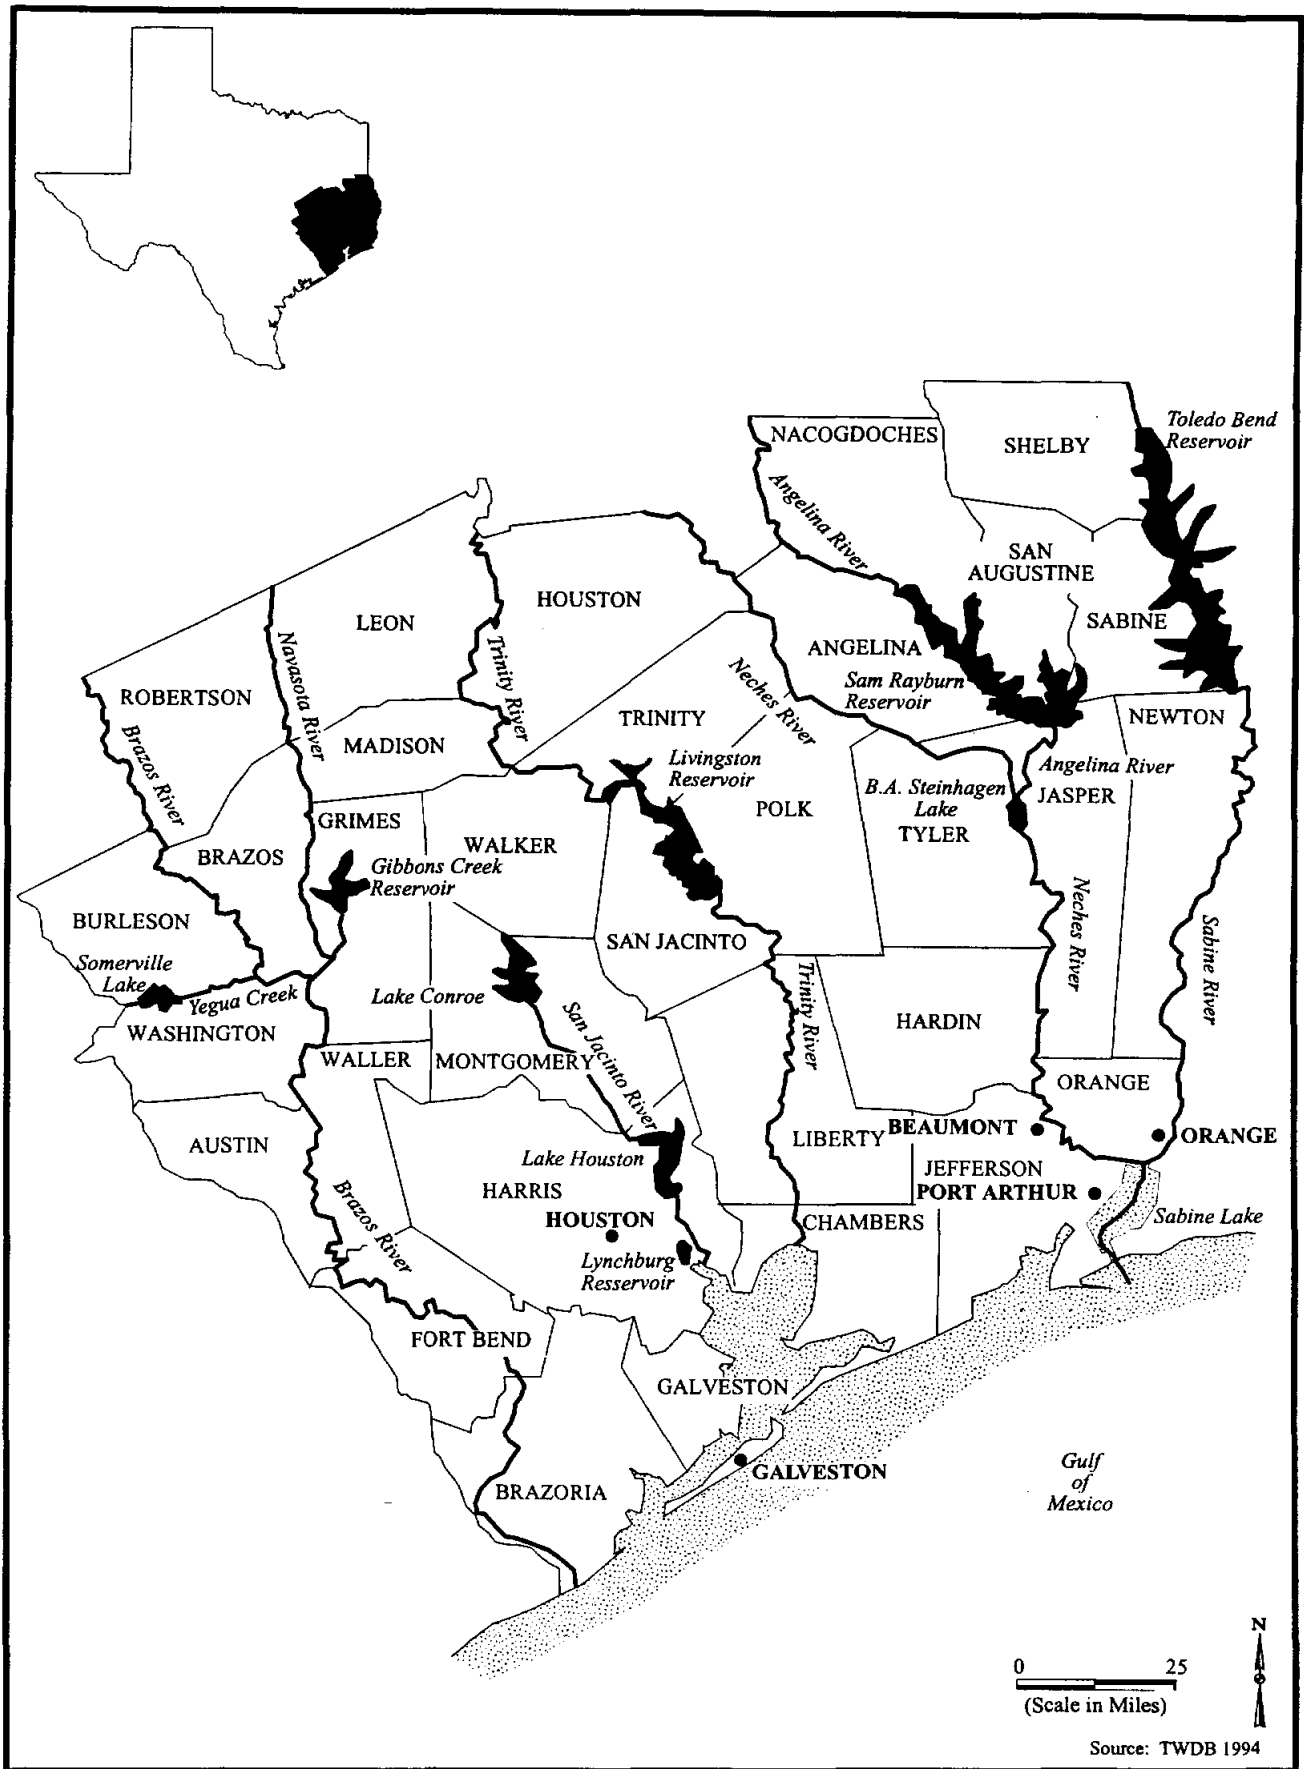 Toledo Bend
Reservoir
NACOGDOCHES
SHELBY
Angelina River
SAN
AUGUSTINE
HOUSTON
LEON
SABINE
Navasota River
Trinity River
ANGELINA
Neches River
Sam Rayburn
Reservoir
ROBERTSON
TRINITY
NEWTON
MADISON
Brazos River
Livingston
Reservoir
Angelina River
B.A. Steinhagen
Lake
JASPER
POLK
GRIMES
TYLER
WALKER
BRAZOS
Gibbons Creek
Reservoir
BURLESON
Neches River
Sabine River
SAN JACINTO
Somerville
Lake
Yegua Creek
Lake Conroe
Trinity River
San Jacinto River
WASHINGTON
HARDIN
WALLER
MONTGOMERY
ORANGE
AUSTIN
LIBERTY
BEAUMONT
ORANGE
Lake Houston
JEFFERSON
HARRIS
PORT ARTHUR
Brazos River
HOUSTON
CHAMBERS
Sabine Lake
Lynchburg
Resservoir
FORT BEND
GALVESTON
GALVESTON
Gulf
of
Mexico
BRAZORIA
N
0 25
(Scale in Miles)
Source: TWDB 1994